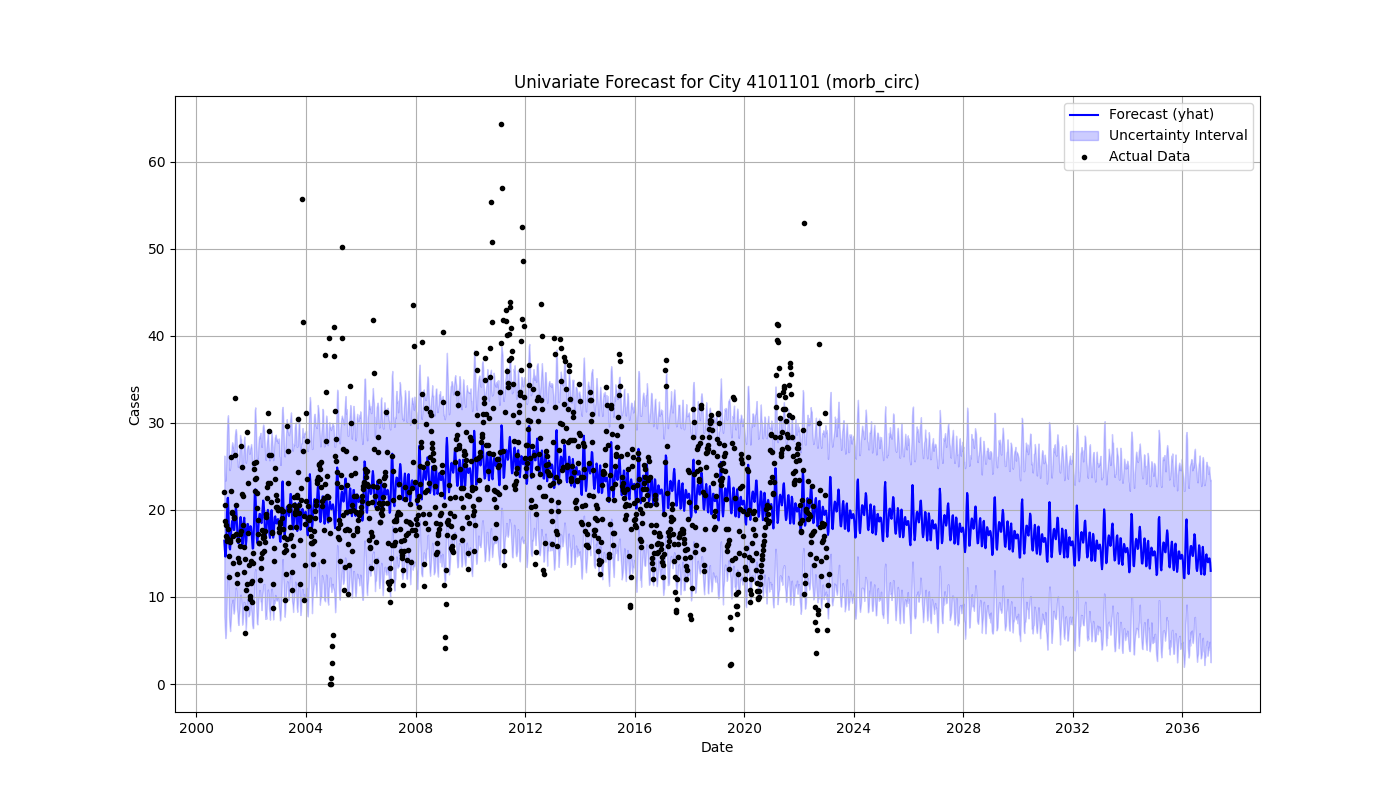 Univariate Forecast for City 4101101 (morb_circ)
Forecast (yhat)
Uncertainty Interval
Actual Data
Cases
60
50
40
30
20
10
0
2000 2004 2008 2012 2016 2020 2024 2028 2032 2036
Date